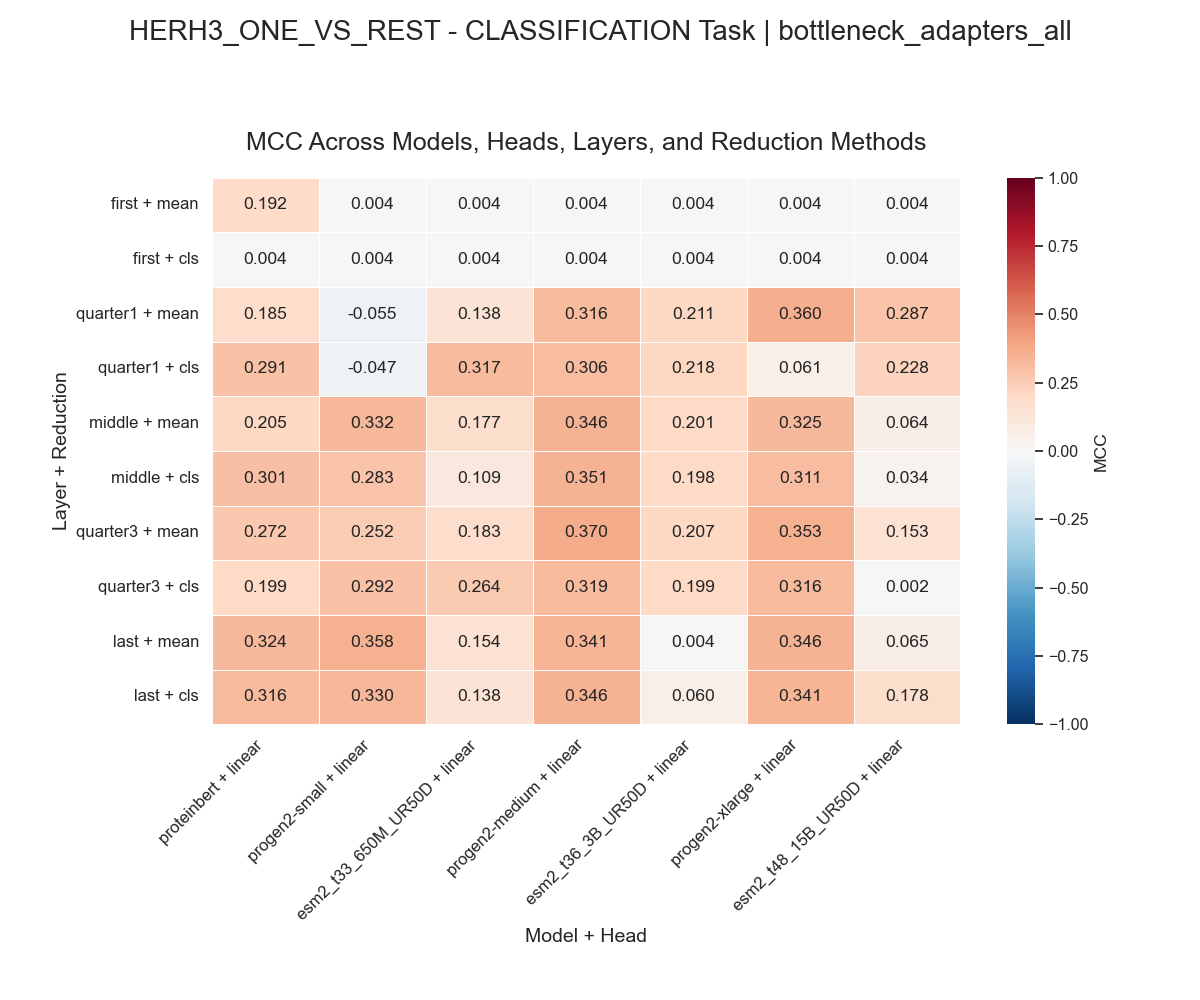 HERH3_ONE_VS_REST - CLASSIFICATION Task | bottleneck_adapters_all
MCC Across Models, Heads, Layers, and Reduction Methods
first + mean 0.192 0.004 0.004 0.004 0.004 0.004 0.004
first + cls 0.004 0.004 0.004 0.004 0.004 0.004 0.004
quarter1 + mean 0.185 -0.055 0.138 0.316 0.211 0.360 0.287
quarter1 + cls 0.291 -0.047 0.317 0.306 0.218 0.061 0.228
middle + mean 0.205 0.332 0.177 0.346 0.201 0.325 0.064
middle + cls 0.301 0.283 0.109 0.351 0.198 0.311 0.034
quarter3 + mean 0.272 0.252 0.183 0.370 0.207 0.353 0.153
quarter3 + cls 0.199 0.292 0.264 0.319 0.199 0.316 0.002
last + mean 0.324 0.358 0.154 0.341 0.004 0.346 0.065
last + cls 0.316 0.330 0.138 0.346 0.060 0.341 0.178
Layer + Reduction
proteinbert + linear
progen2-small + linear
esm2_t33_650M_UR50D + linear
progen2-medium + linear
esm2_t36_3B_UR50D + linear
progen2-xlarge + linear
esm2_t48_15B_UR50D + linear
Model + Head
1.00
0.75
0.50
0.25
0.00
−0.25
−0.50
−0.75
−1.00
MCC